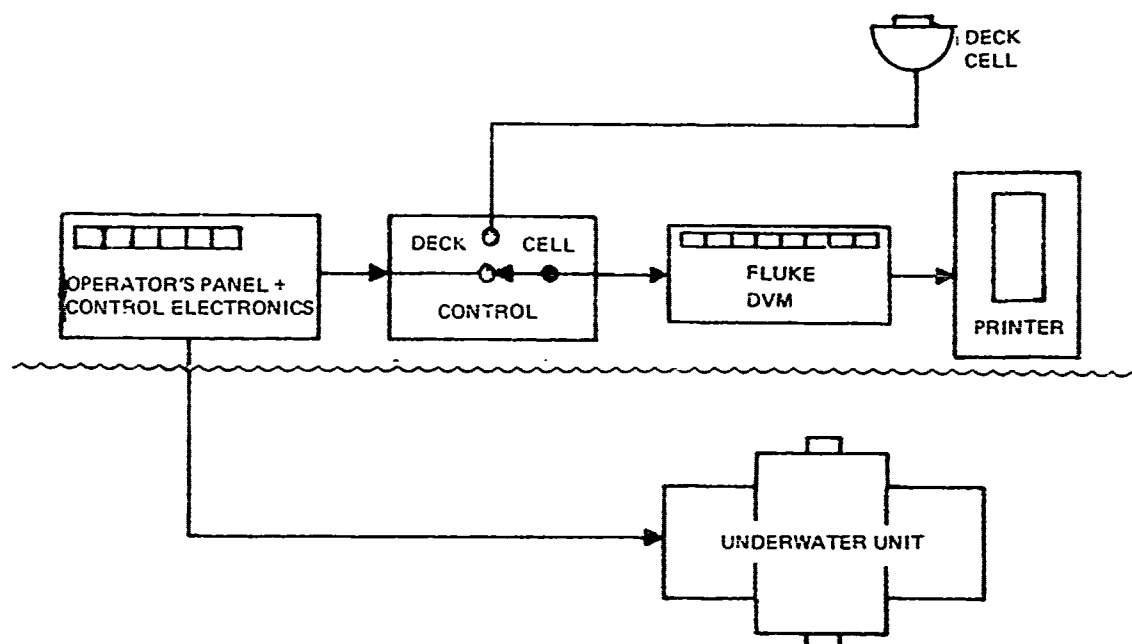 DECK
CELL
DECK CELL
CONTROL
OPERATOR'S PANEL +
CONTROL ELECTRONICS
FLUKE
DVM
PRINTER
UNDERWATER UNIT